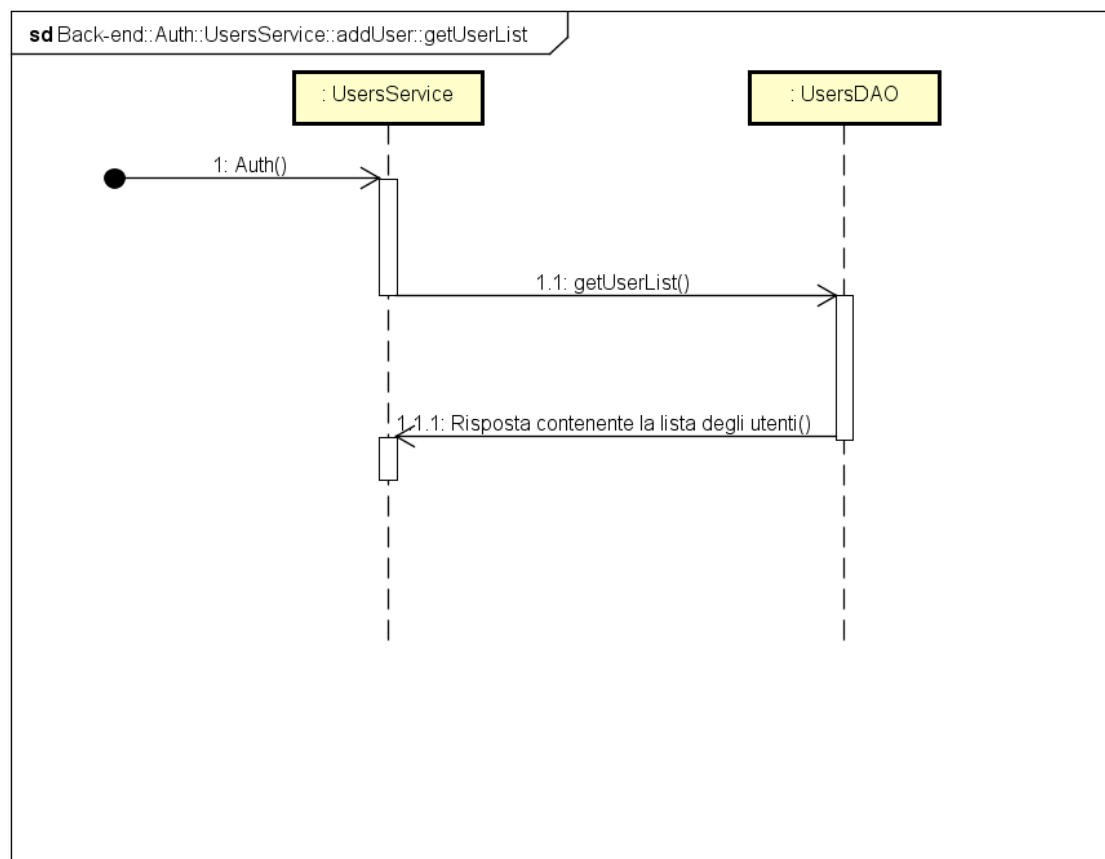 sd Back-end::Auth::UsersService::addUser::getUserList
: UsersService
: UsersDAO
1: Auth()
1.1: getUserList()
1.1.1: Risposta contenente la lista degli utenti()